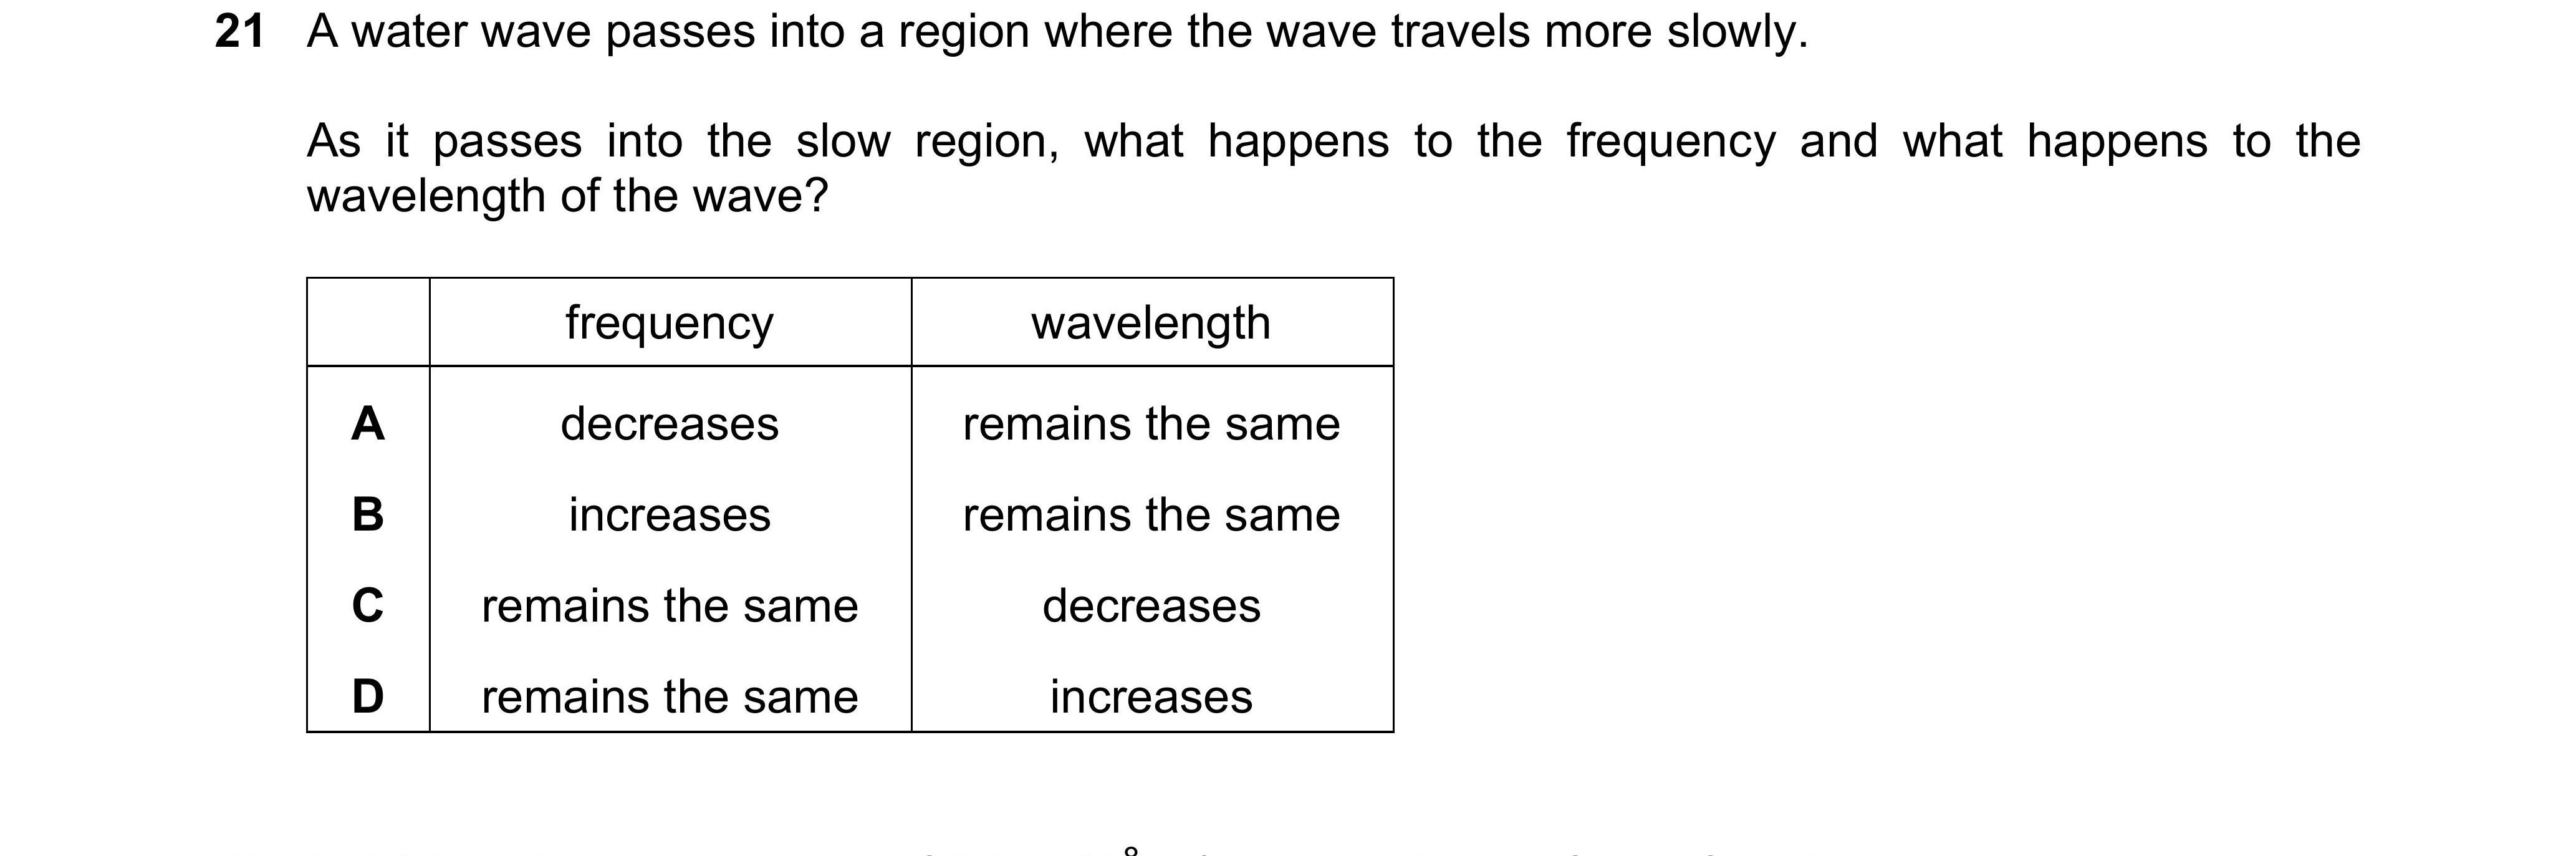 21 A water wave passes into a region where the wave travels more slowly.
As it passes into the slow region, what happens to the frequency and what happens to the
wavelength of the wave?
frequency wavelength
A decreases remains the same
B increases remains the same
C remains the same decreases
D remains the same increases